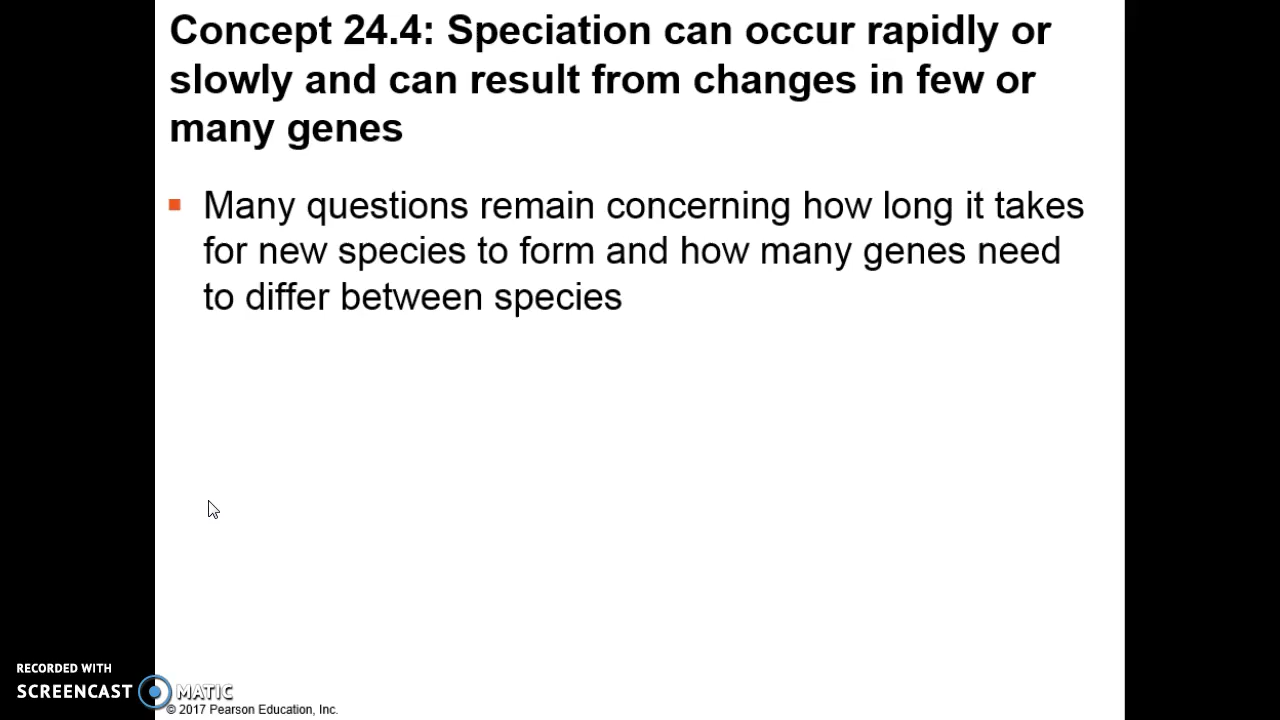 Concept 24.4: Speciation can occur rapidly or
slowly and can result from changes in few or
many genes
Many questions remain concerning how long it takes
for new species to form and how many genes need
to differ between species
RECORDED WITH
SCREENCAST MATIC
© 2017 Pearson Education, Inc.